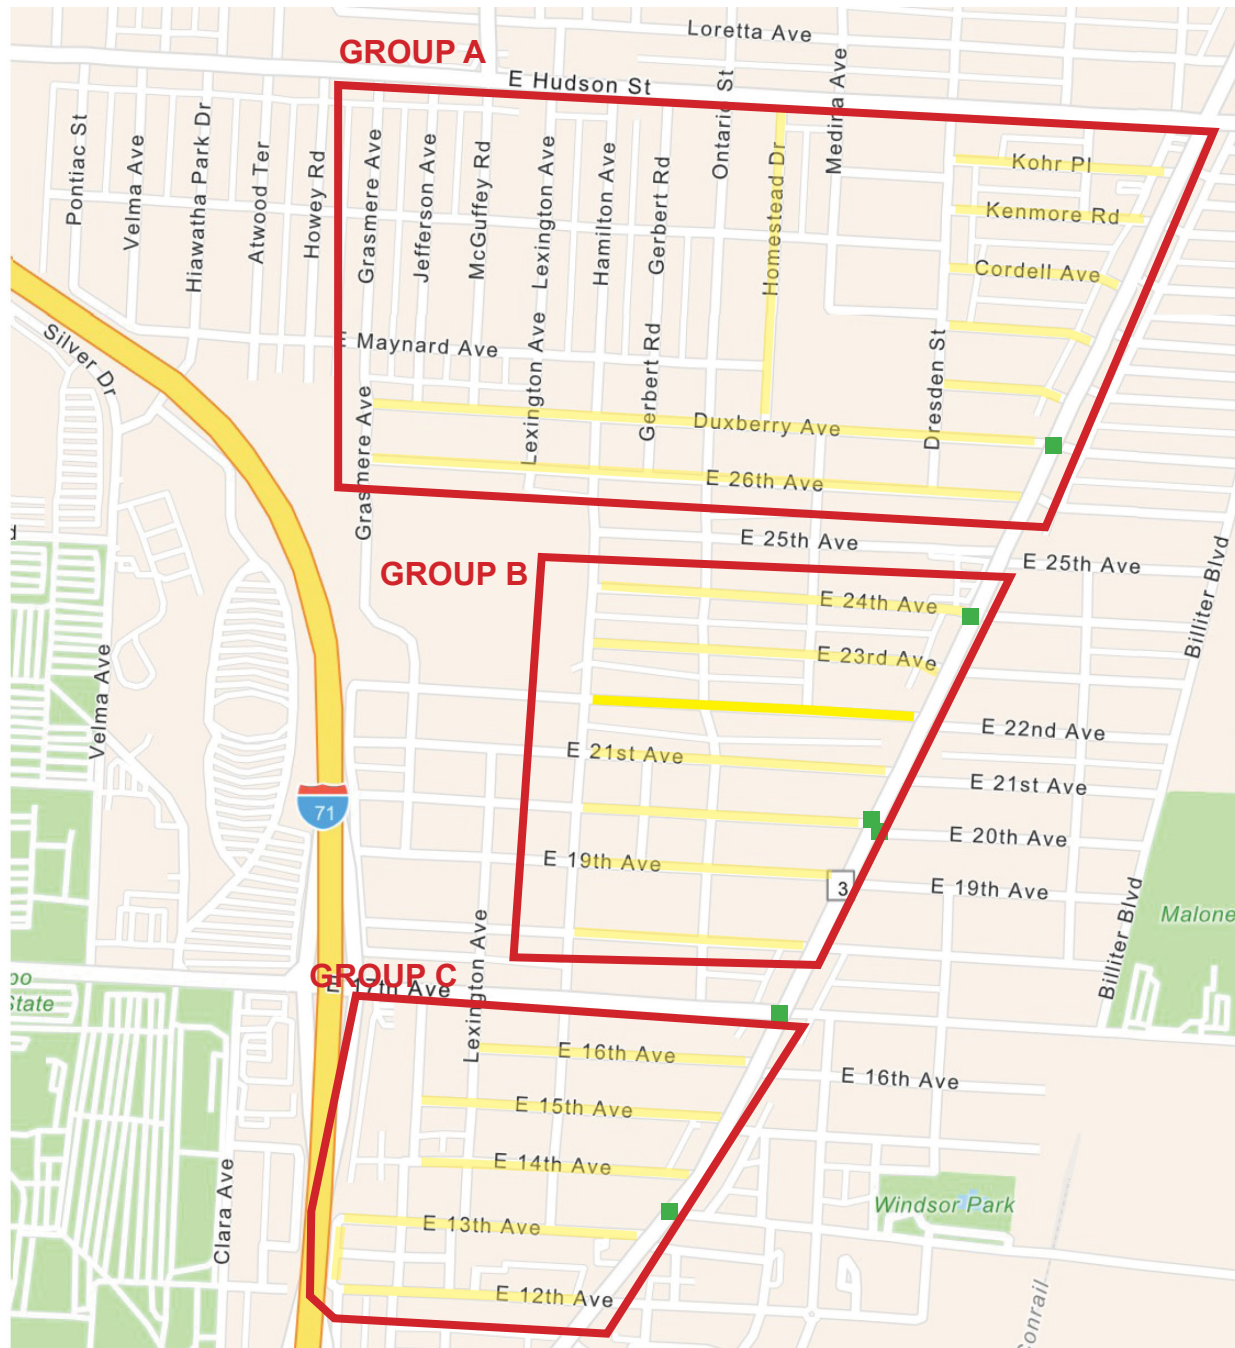 Loretta Ave
GROUP A
E Hudson St
Ontario St
Medina Ave
Pontiac St
Velma Ave
Hiawatha Park Dr
Atwood Ter
Howey Rd
Grasmere Ave
Jefferson Ave
McGuffey Rd
Lexington Ave
Hamilton Ave
Gerbert Rd
Homestead Dr
Kohr Pl
Kenmore Rd
Cordell Ave
Silver Dr
E Maynard Ave
Lexington Ave
Gerbert Rd
Dresden St
Grasmere Ave
Duxberry Ave
E 26th Ave
d
E 25th Ave
E 25th Ave
GROUP B
Billiter Blvd
E 24th Ave
E 23rd Ave
Velma Ave
E 22nd Ave
E 21st Ave
E 21st Ave
71
E 20th Ave
E 19th Ave
3
E 19th Ave
Malone
Billiter Blvd
Lexington Ave
GROUP C
E 17th Ave
po
State
E 16th Ave
E 16th Ave
E 15th Ave
E 14th Ave
Clara Ave
Windsor Park
E 13th Ave
E 12th Ave
onrail